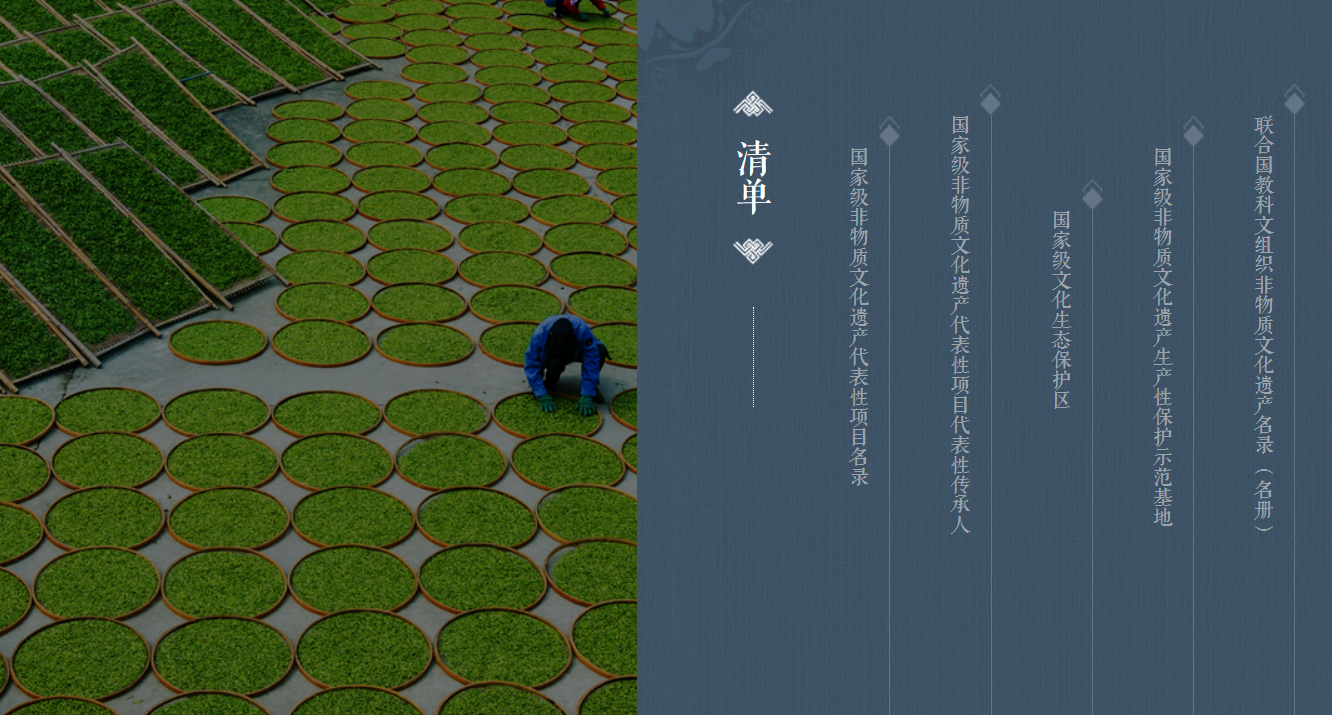 清单
国家级非物质文化遗产代表性项目名录
国家级非物质文化遗产代表性项目代表性传承人
国家级文化生态保护区
国家级非物质文化遗产生产性保护示范基地
联合国教科文组织非物质文化遗产名录（名册）